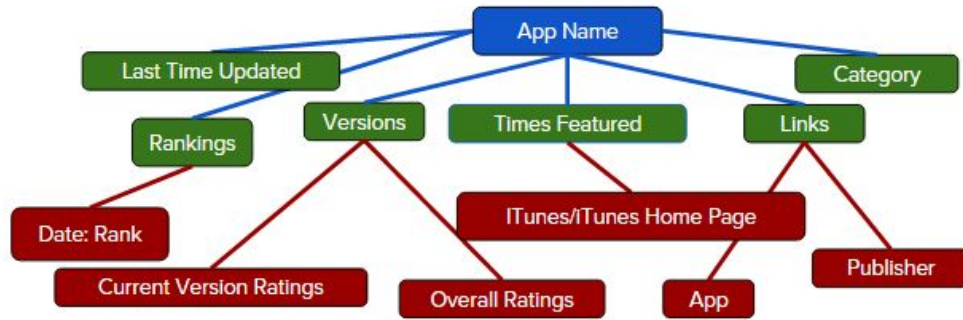 App Name
Last Time Updated
Category
Versions
Times Featured
Links
Rankings
ITunes/iTunes Home Page
Date: Rank
Publisher
Current Version Ratings
Overall Ratings
App